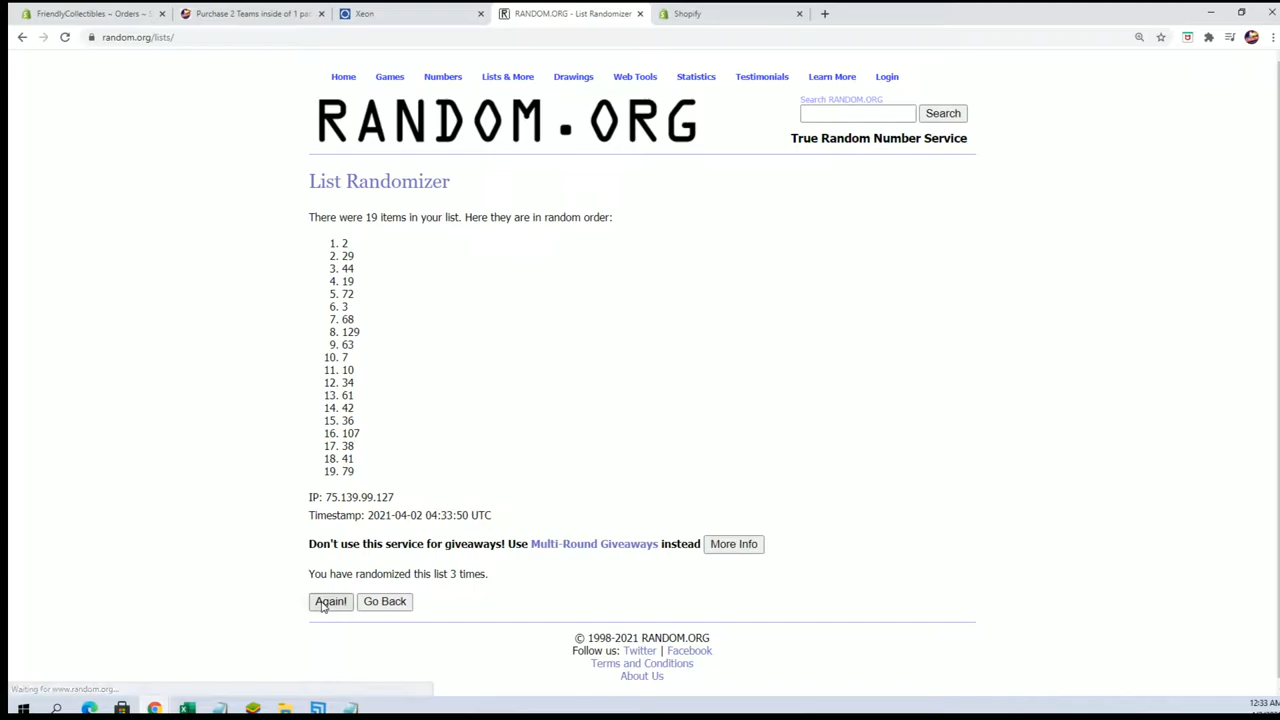 FriendlyCollectibles ~ Orders ~ S
Purchase 2 Teams inside of 1 pa
Xeon
RANDOM.ORG - List Randomizer
Shopify
random.org/lists/
Home Games Numbers Lists & More Drawings Web Tools Statistics Testimonials Learn More Login
RANDOM.ORG
Search RANDOM.ORG
Search
True Random Number Service
List Randomizer
There were 19 items in your list. Here they are in random order:
1. 2
2. 29
3. 44
4. 19
5. 72
6. 3
7. 68
8. 129
9. 63
10. 7
11. 10
12. 34
13. 61
14. 42
15. 36
16. 107
17. 38
18. 41
19. 79
IP: 75.139.99.127
Timestamp: 2021-04-02 04:33:50 UTC
Don't use this service for giveaways! Use Multi-Round Giveaways instead More Info
You have randomized this list 3 times.
Again! Go Back
© 1998-2021 RANDOM.ORG
Follow us: Twitter | Facebook
Terms and Conditions
About Us
Waiting for www.random.org...
12:33 AM